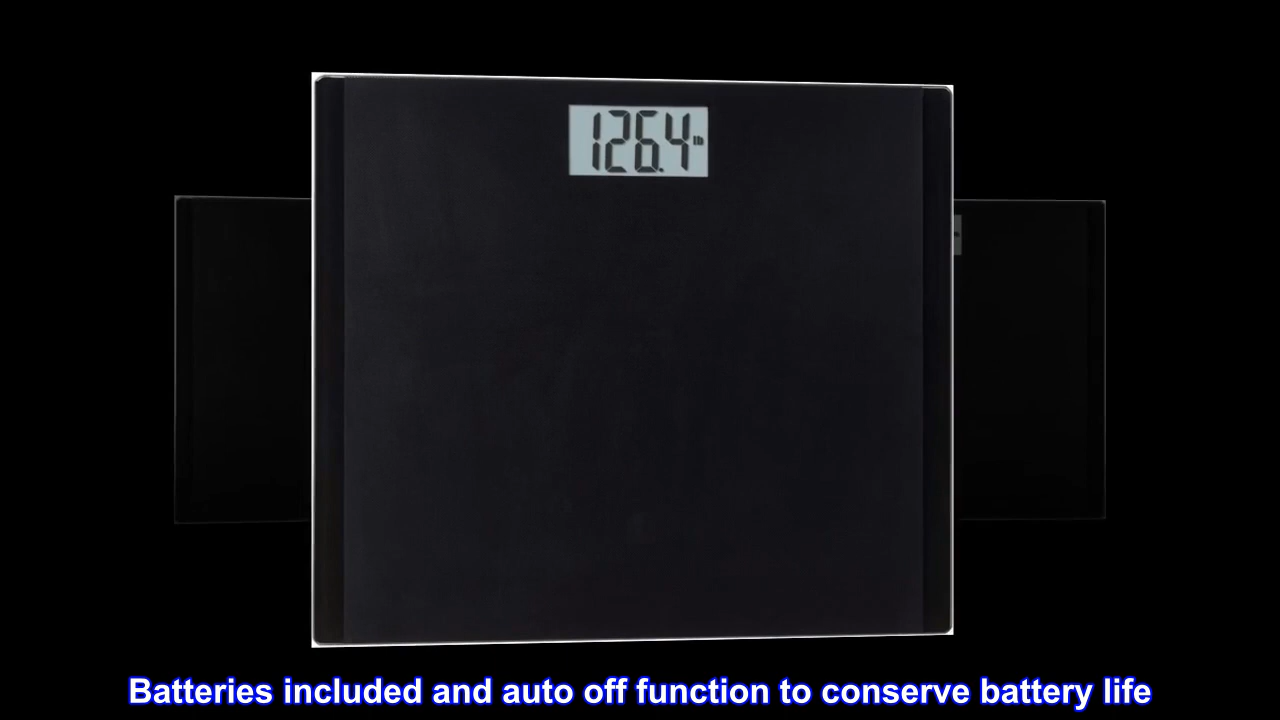 126.4 lb
Batteries included and auto off function to conserve battery life